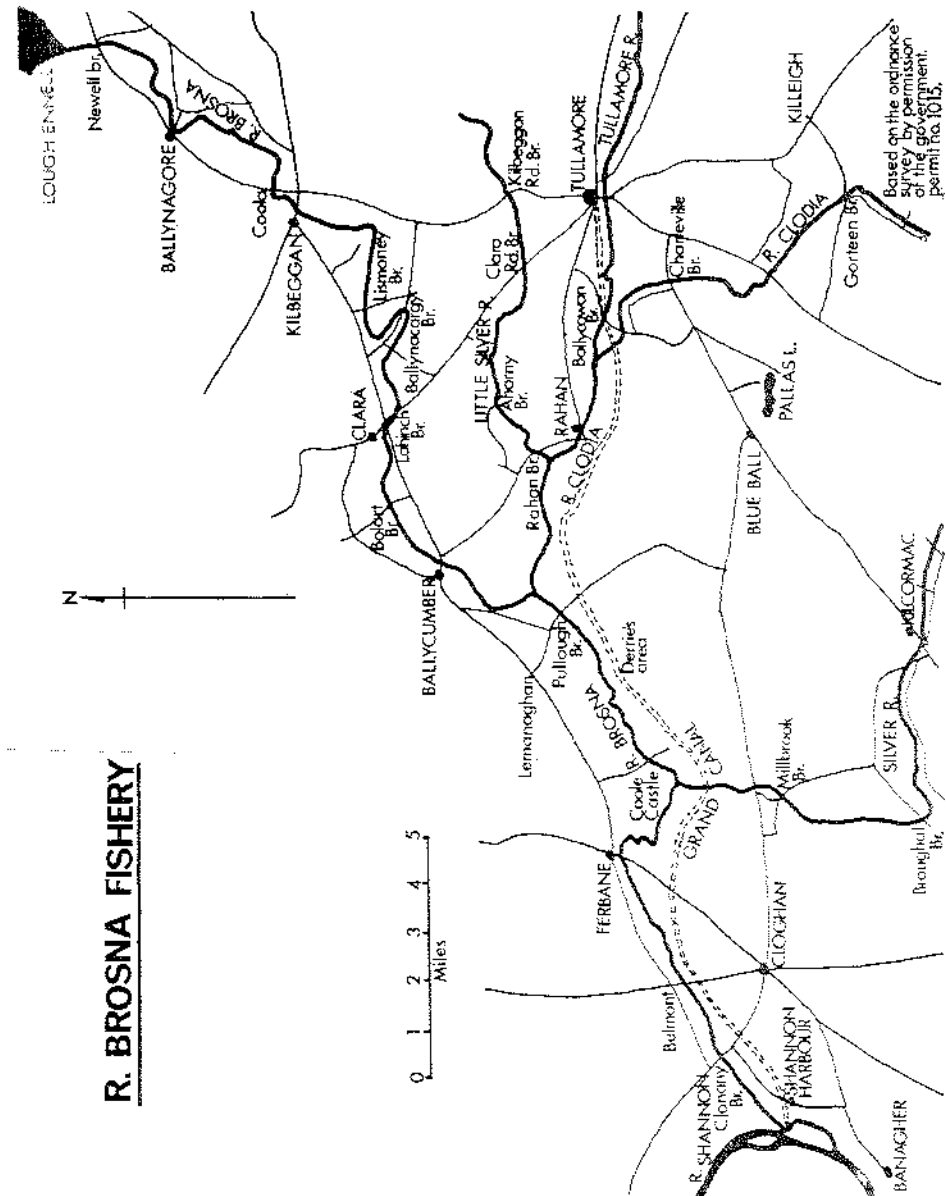 R. BROSNA FISHERY
0 1 2 3 4 5
Miles
N
LOUGH ENNELL
Newell br.
BALLYNAGORE
R. BROSNA
Coola
KILBEGGAN
Lismoney
Br.
Ballynacargy
Br.
CLARA
Lahinch
Br.
Bolart
Br.
BALLYCUMBER
Kilbeggan
Rd. Br.
Clara
Rd. Br.
LITTLE SILVER R.
Ahorny
Br.
RAHAN
Rahan Br.
TULLAMORE
TULLAMORE R.
Ballycowan
Br.
Charleville
Br.
R. CLODIA
R. CLODIA
KILLEIGH
Gorteen Br.
PALLAS L.
BLUE BALL
Lemanaghan
Pullough
Br.
Derries
area
R. BROSNA
Coole
Castle
GRAND CANAL
FERBANE
Millbrook
Br.
SILVER R.
KILCORMAC
Broughal
Br.
CLOGHAN
Belmont
R. SHANNON
Clonony
Br.
SHANNON
HARBOUR
BANAGHER
Based on the ordnance
survey by permission
of the government.
permit no. 1015.